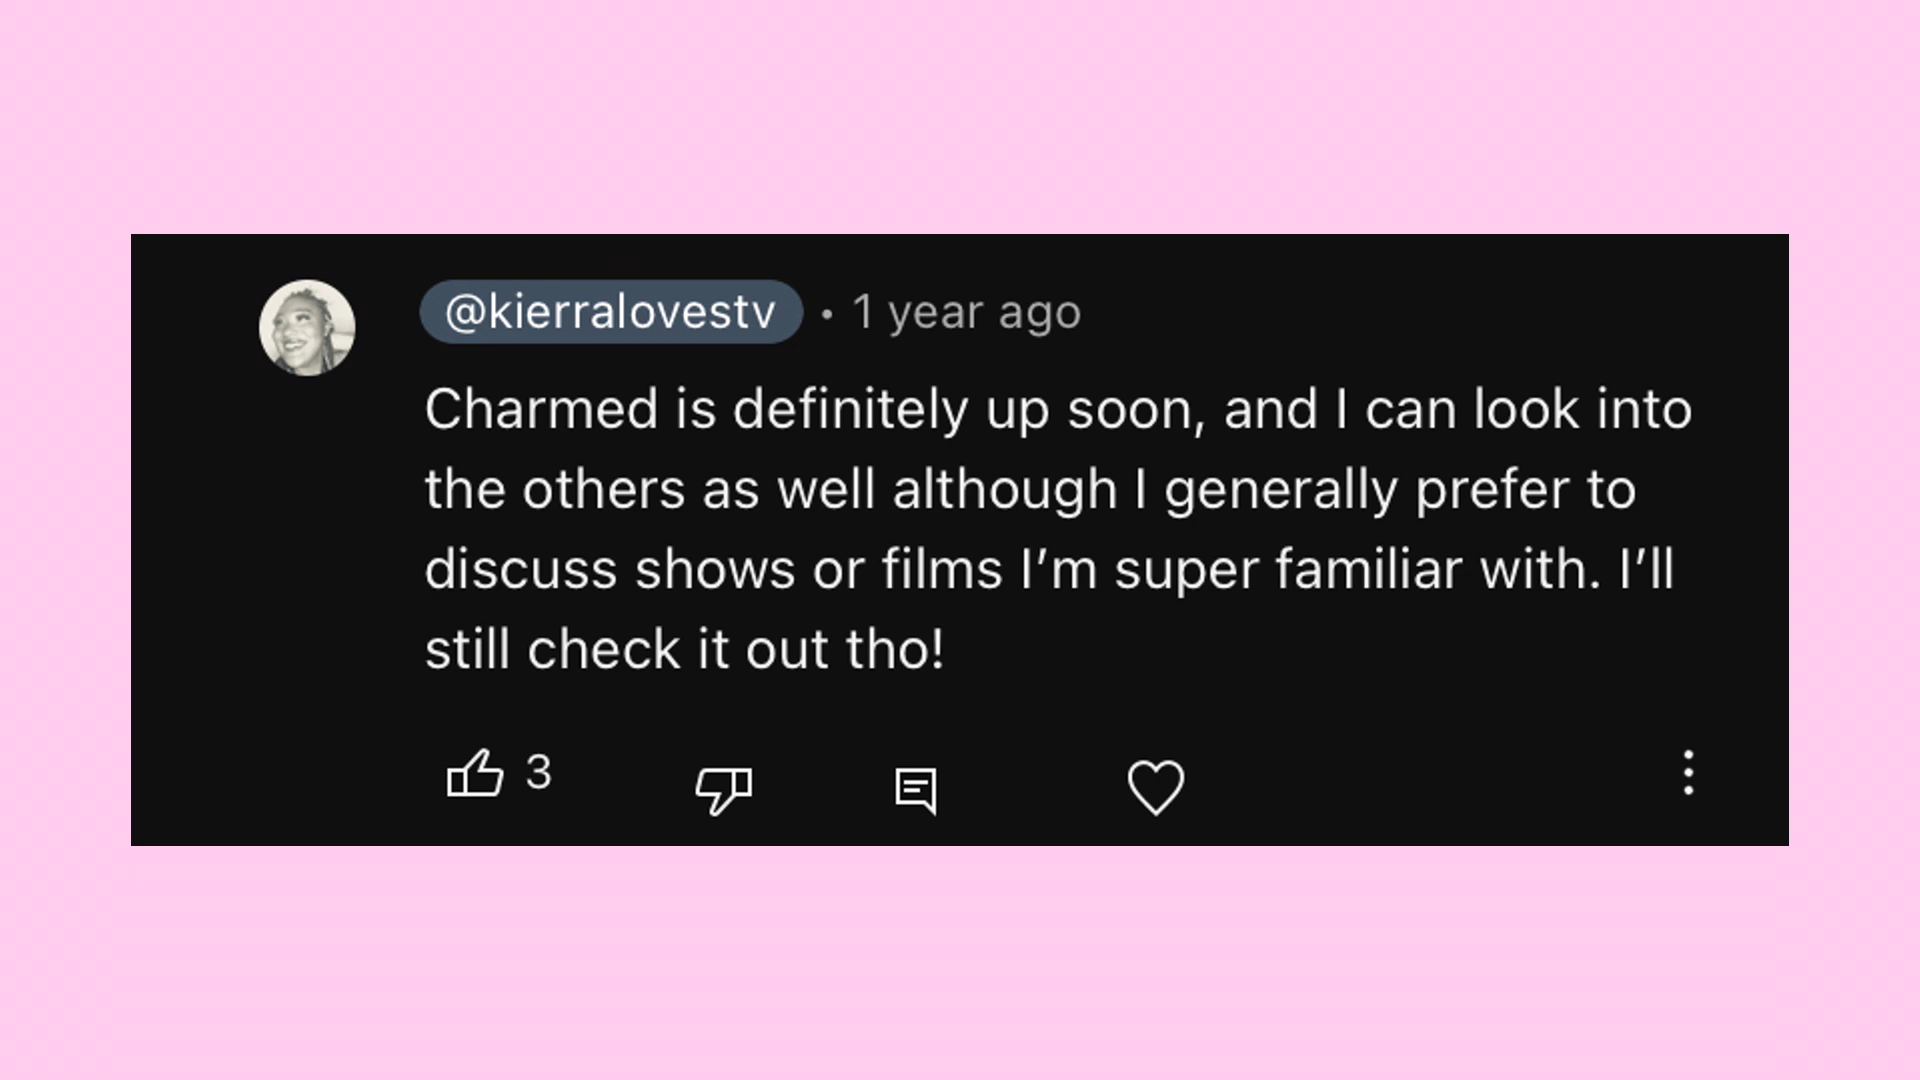 @kierralovestv • 1 year ago
Charmed is definitely up soon, and I can look into
the others as well although I generally prefer to
discuss shows or films I’m super familiar with. I’ll
still check it out tho!
3